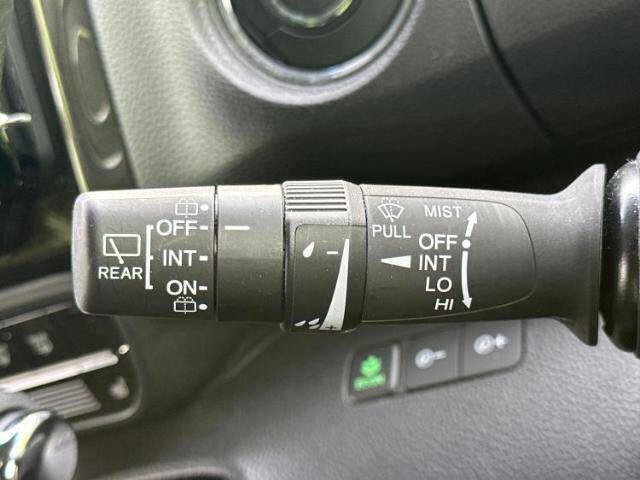 OFF
INT
ON
REAR
PULL
MIST
OFF
INT
LO
HI